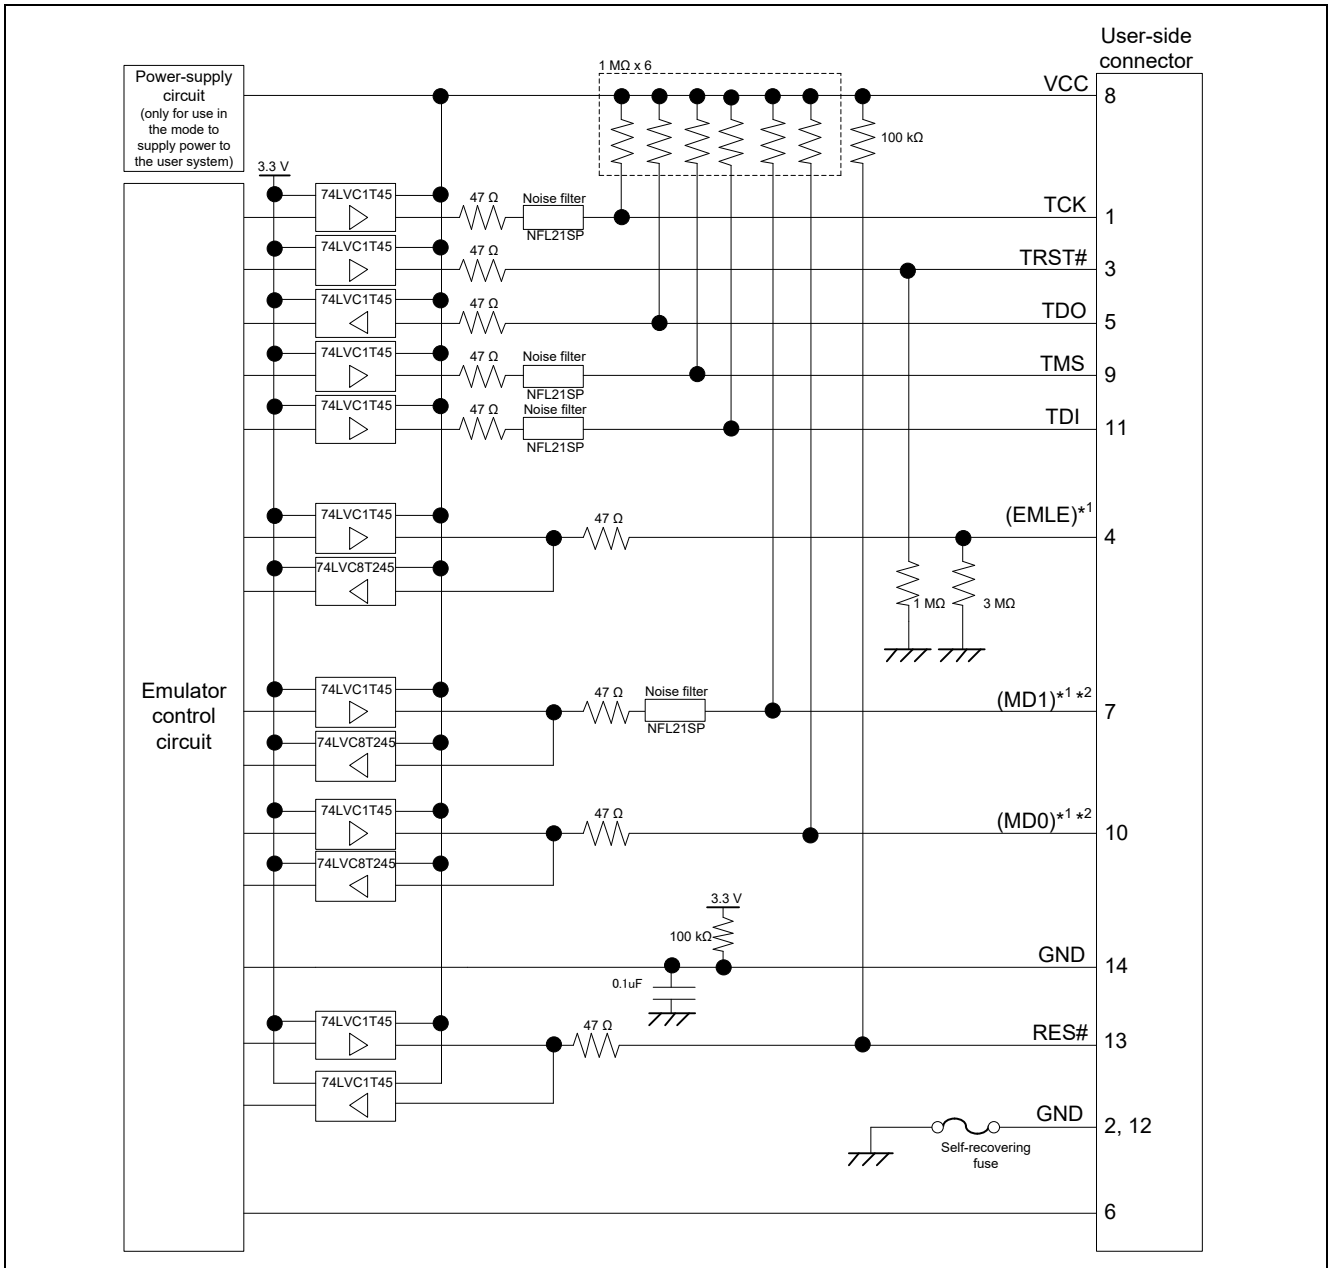 User-side
connector
Power-supply
circuit
(only for use in
the mode to
supply power to
the user system)
1 MΩ x 6
VCC
8
100 kΩ
3.3 V
74LVC1T45
47 Ω
Noise filter
NFL21SP
TCK
1
74LVC1T45
47 Ω
TRST#
3
74LVC1T45
47 Ω
TDO
5
74LVC1T45
47 Ω
Noise filter
NFL21SP
TMS
9
74LVC1T45
47 Ω
Noise filter
NFL21SP
TDI
11
74LVC1T45
47 Ω
(EMLE)*1
4
74LVC8T245
1 MΩ
3 MΩ
Emulator
control
circuit
74LVC1T45
47 Ω
Noise filter
NFL21SP
(MD1)*1 *2
7
74LVC8T245
74LVC1T45
47 Ω
(MD0)*1 *2
10
74LVC8T245
3.3 V
100 kΩ
GND
14
0.1uF
74LVC1T45
47 Ω
RES#
13
74LVC1T45
GND
2, 12
Self-recovering
fuse
6